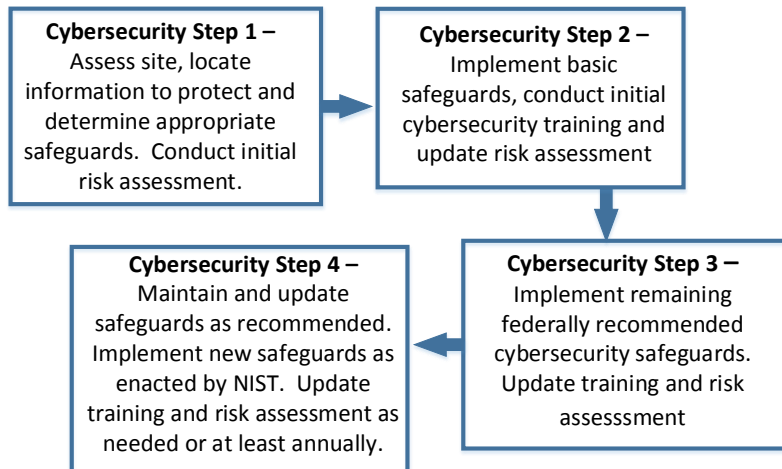 Cybersecurity Step 1 –
Assess site, locate
information to protect and
determine appropriate
safeguards.  Conduct initial
risk assessment.
Cybersecurity Step 2 –
Implement basic
safeguards, conduct initial
cybersecurity training and
update risk assessment
Cybersecurity Step 3 –
Implement remaining
federally recommended
cybersecurity safeguards.
Update training and risk
assesssment
Cybersecurity Step 4 –
Maintain and update
safeguards as recommended.
Implement new safeguards as
enacted by NIST.  Update
training and risk assessment as
needed or at least annually.